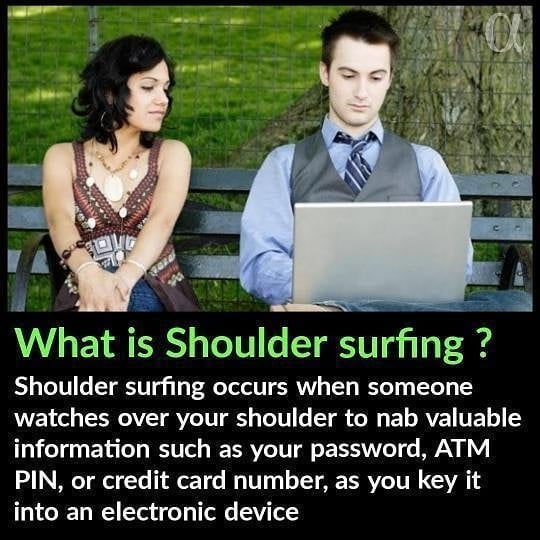 α
What is Shoulder surfing ?
Shoulder surfing occurs when someone
watches over your shoulder to nab valuable
information such as your password, ATM
PIN, or credit card number, as you key it
into an electronic device